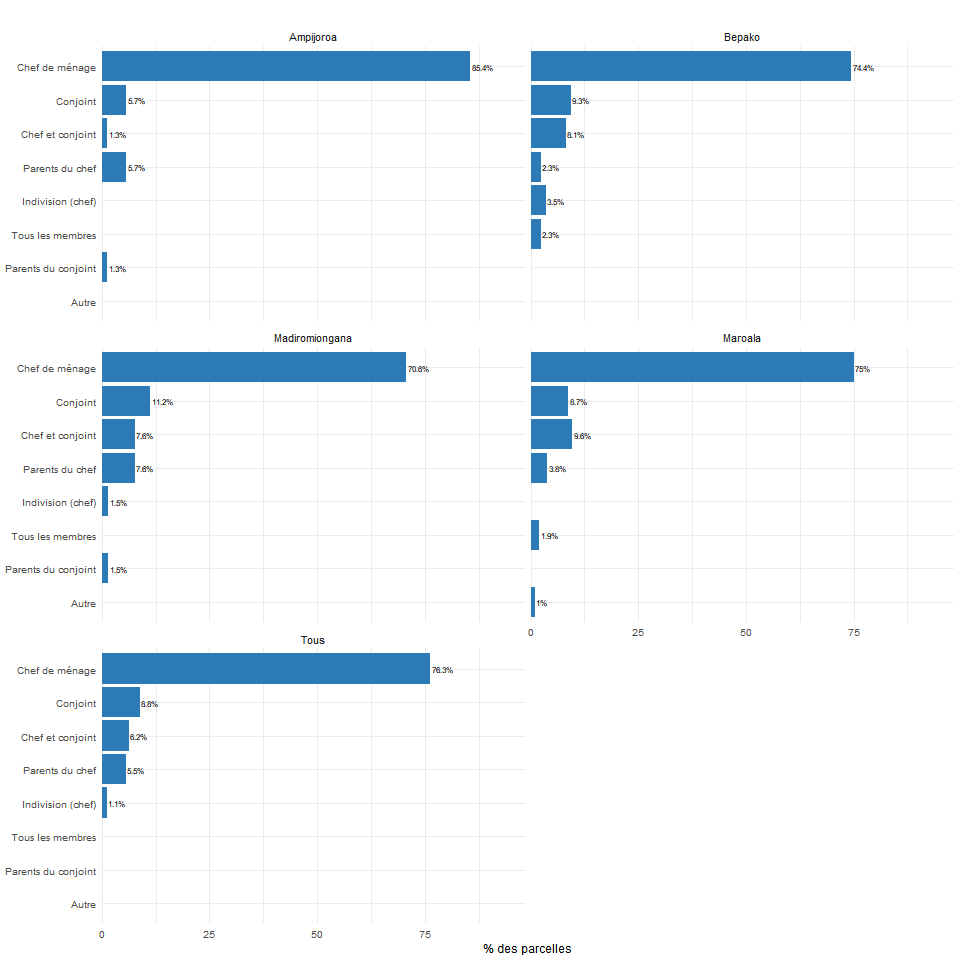 Ampijoroa
Bepako
Chef de ménage 85.4% 74.4%
Conjoint 5.7% 9.3%
Chef et conjoint 1.3% 8.1%
Parents du chef 5.7% 2.3%
Indivision (chef) 3.5%
Tous les membres 2.3%
Parents du conjoint 1.3%
Autre
Madiromiongana
Maroala
Chef de ménage 70.6% 75%
Conjoint 11.2% 8.7%
Chef et conjoint 7.6% 9.6%
Parents du chef 7.6% 3.8%
Indivision (chef) 1.5%
Tous les membres 1.9%
Parents du conjoint 1.5%
Autre 1%
0 25 50 75
Tous
Chef de ménage 76.3%
Conjoint 8.8%
Chef et conjoint 6.2%
Parents du chef 5.5%
Indivision (chef) 1.1%
Tous les membres
Parents du conjoint
Autre
0 25 50 75
% des parcelles